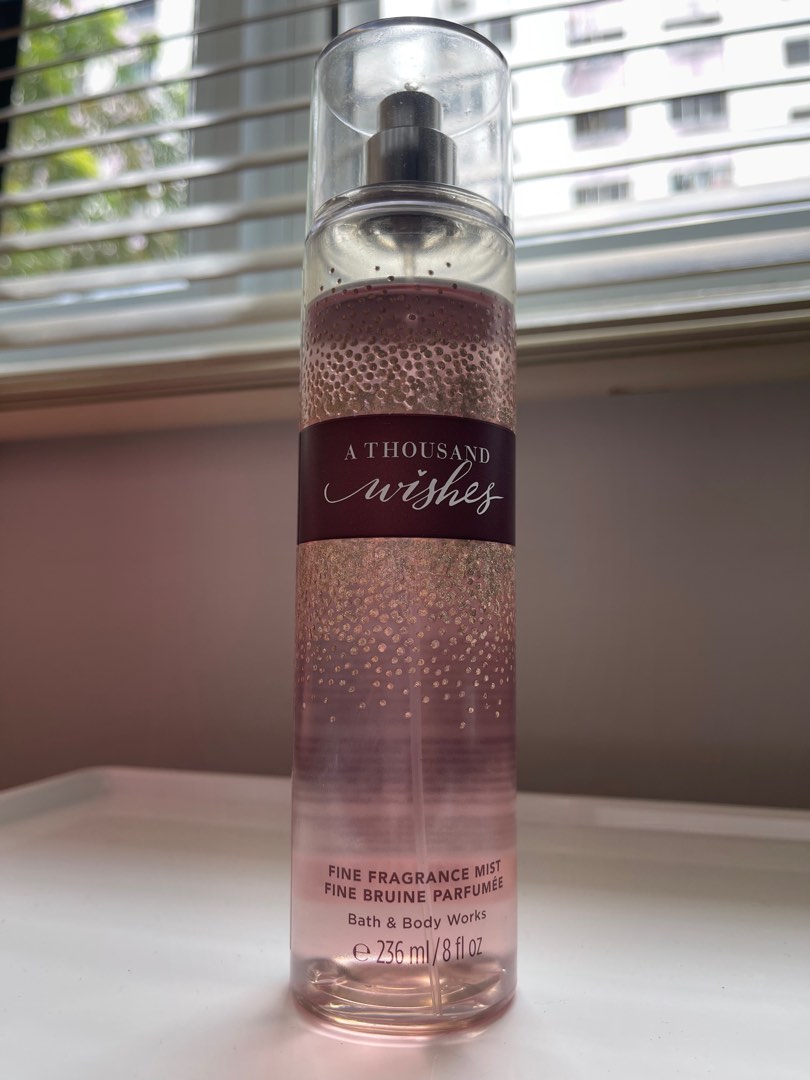 A THOUSAND
wishes
FINE FRAGRANCE MIST
FINE BRUINE PARFUMÉE
Bath & Body Works
℮ 236 ml/8 fl oz